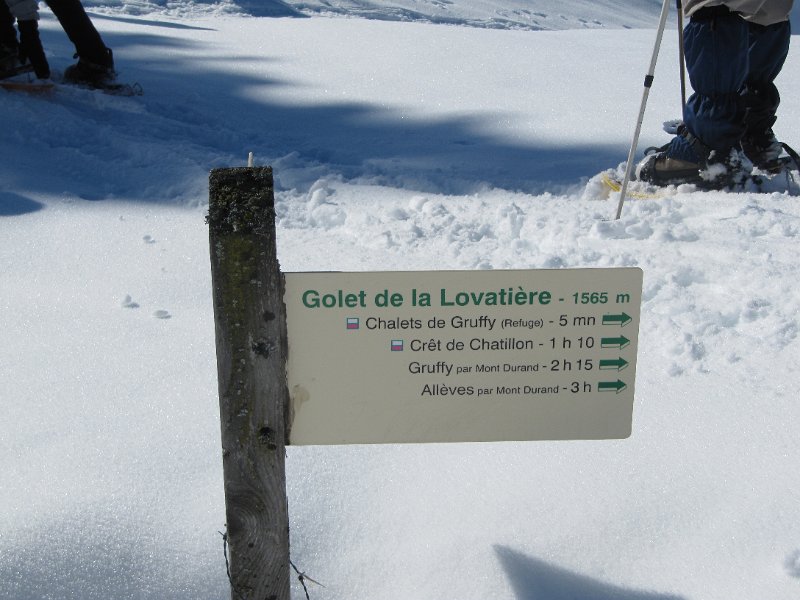 Golet de la Lovatière - 1565 m
Chalets de Gruffy (Refuge) - 5 mn
Crêt de Chatillon - 1 h 10
Gruffy par Mont Durand - 2 h 15
Allèves par Mont Durand - 3 h